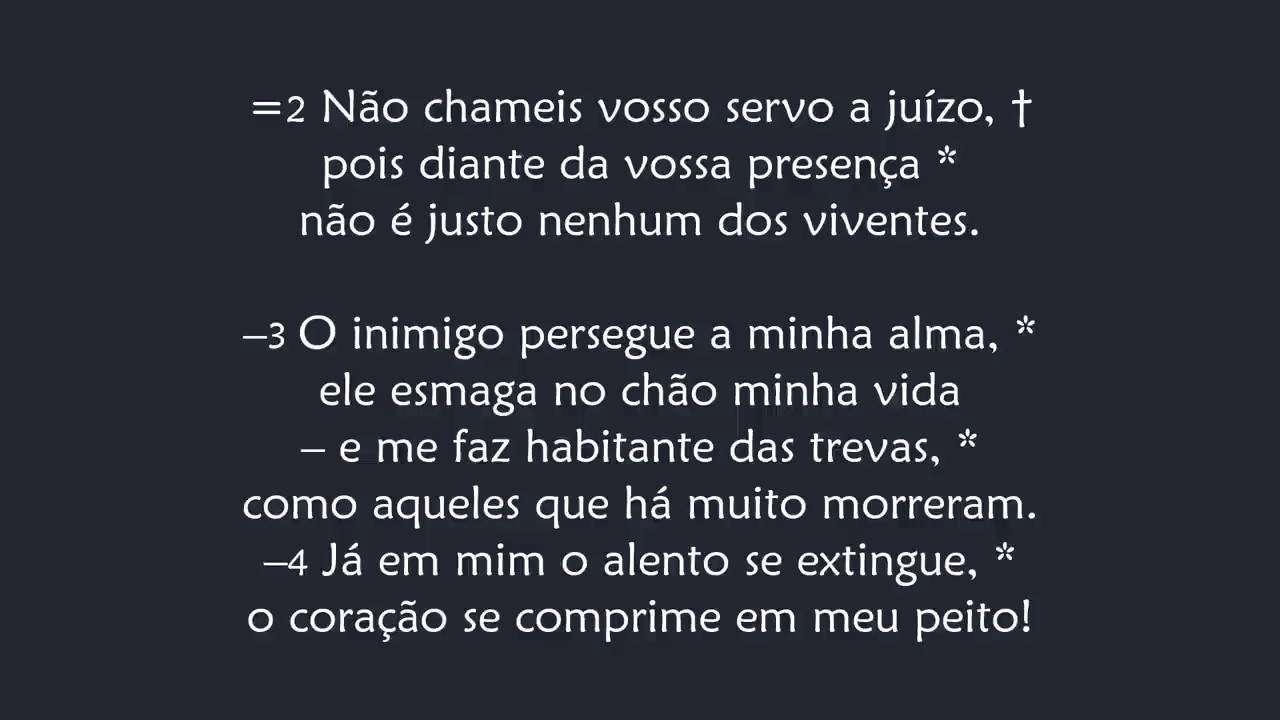 =2 Não chameis vosso servo a juízo, †
pois diante da vossa presença *
não é justo nenhum dos viventes.
–3 O inimigo persegue a minha alma, *
ele esmaga no chão minha vida
– e me faz habitante das trevas, *
como aqueles que há muito morreram.
–4 Já em mim o alento se extingue, *
o coração se comprime em meu peito!